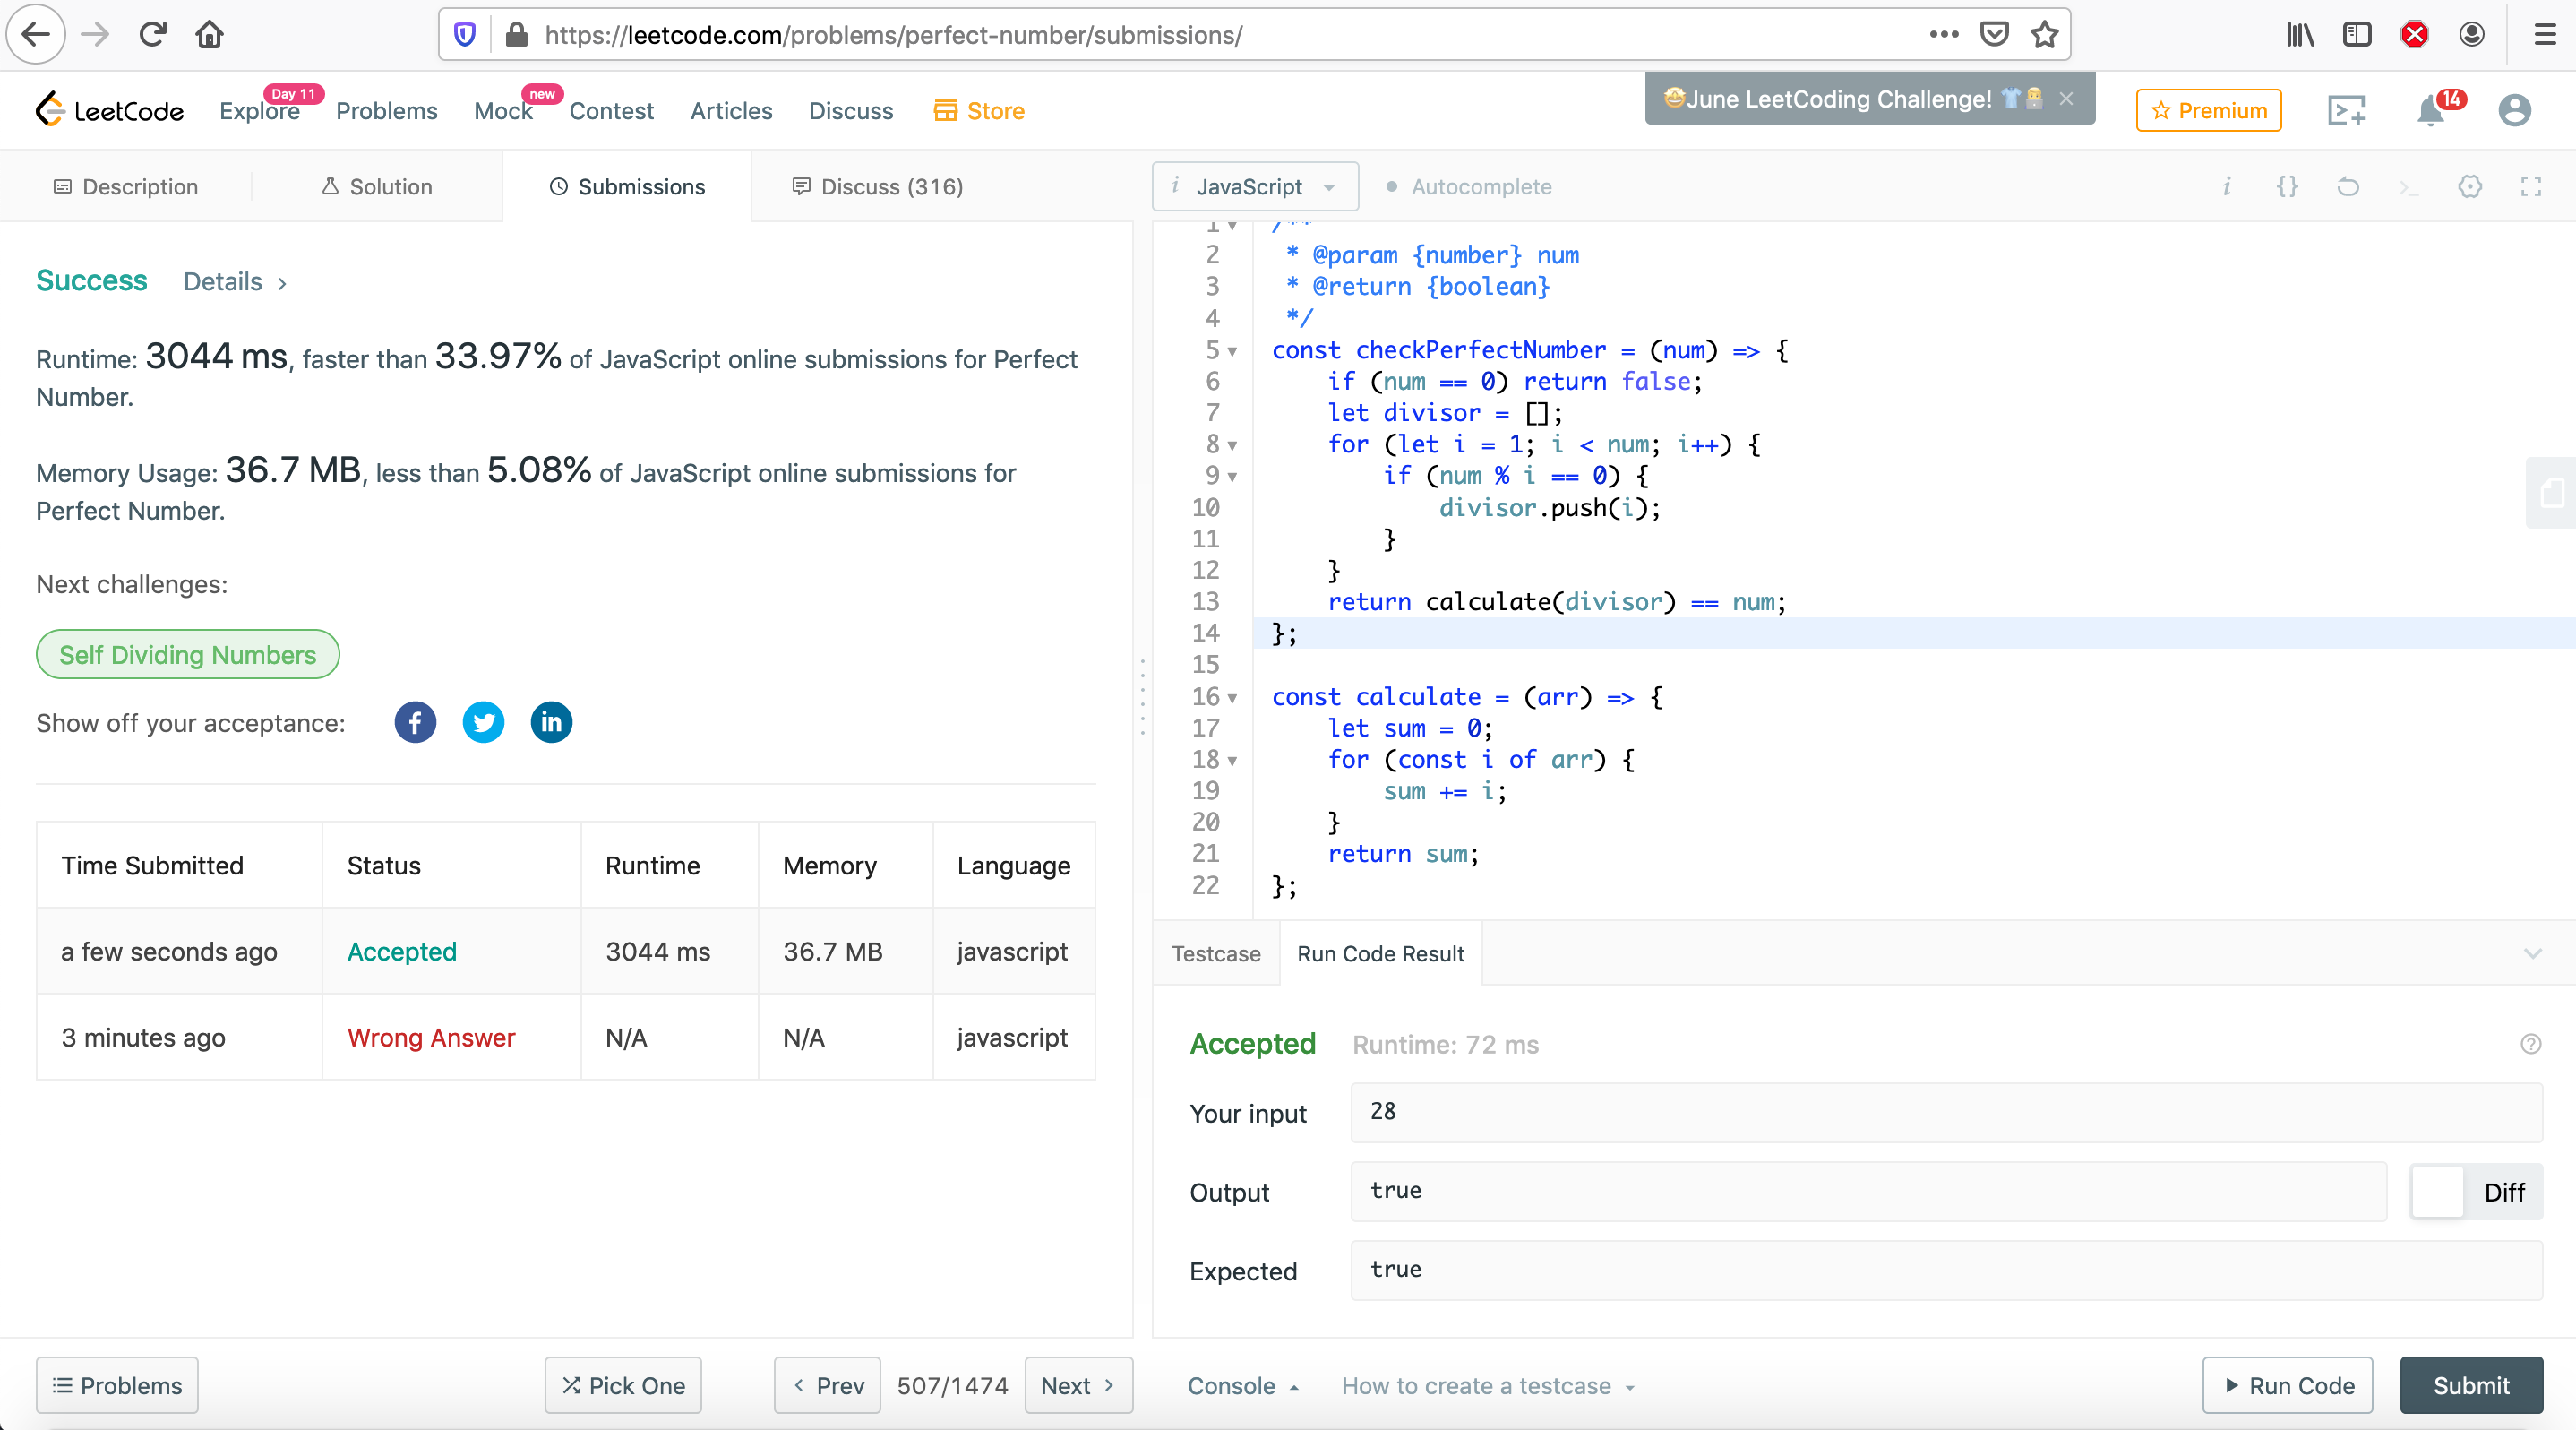 https://leetcode.com/problems/perfect-number/submissions/
LeetCode
Explore
Day 11
Problems
Mock
new
Contest
Articles
Discuss
Store
🤩June LeetCoding Challenge! 👕👨‍💻 ×
Premium
14
Description
Solution
Submissions
Discuss (316)
i JavaScript
Autocomplete
Success Details >
Runtime: 3044 ms, faster than 33.97% of JavaScript online submissions for Perfect
Number.
Memory Usage: 36.7 MB, less than 5.08% of JavaScript online submissions for
Perfect Number.
Next challenges:
Self Dividing Numbers
Show off your acceptance:
Time Submitted Status Runtime Memory Language
a few seconds ago Accepted 3044 ms 36.7 MB javascript
3 minutes ago Wrong Answer N/A N/A javascript
1 /**
2 * @param {number} num
3 * @return {boolean}
4 */
5 const checkPerfectNumber = (num) => {
6 if (num == 0) return false;
7 let divisor = [];
8 for (let i = 1; i < num; i++) {
9 if (num % i == 0) {
10 divisor.push(i);
11 }
12 }
13 return calculate(divisor) == num;
14 };
15
16 const calculate = (arr) => {
17 let sum = 0;
18 for (const i of arr) {
19 sum += i;
20 }
21 return sum;
22 };
Testcase
Run Code Result
Accepted Runtime: 72 ms
Your input 28
Output true
Diff
Expected true
Problems
Pick One
< Prev
507/1474
Next >
Console
How to create a testcase
Run Code
Submit